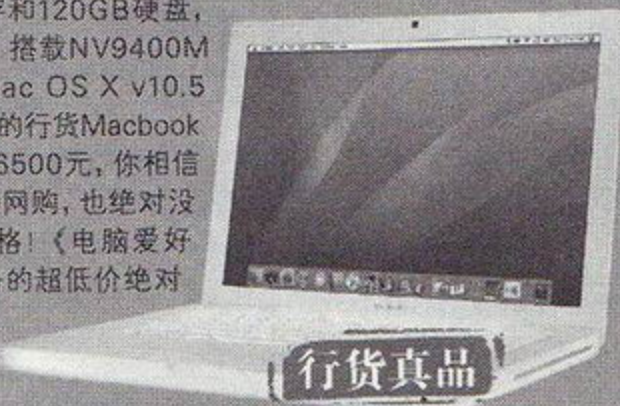 和120GB硬盘，
搭载NV9400M
ac OS X v10.5
的行货Macbook
6500元，你相信
网购，也绝对没
格！《电脑爱好
的超低价绝对
行货真品